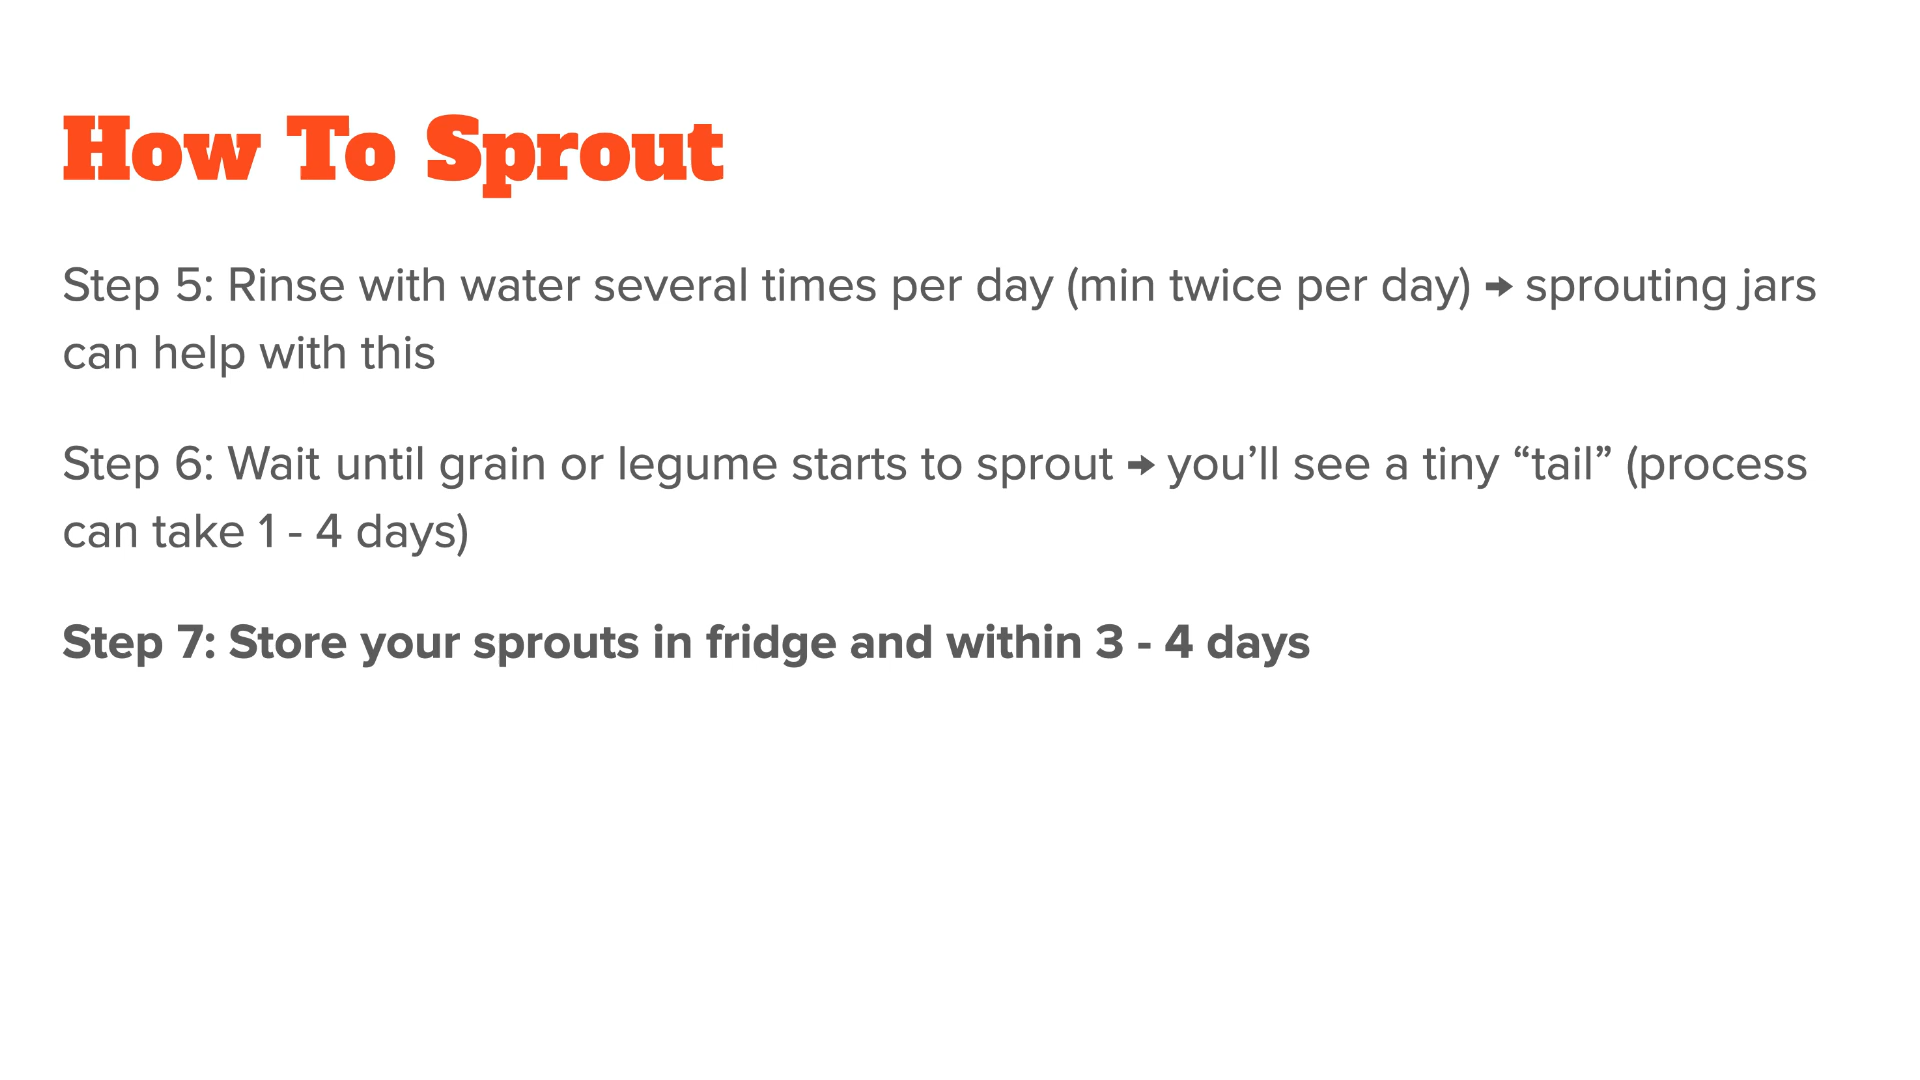 How To Sprout
Step 5: Rinse with water several times per day (min twice per day) → sprouting jars
can help with this
Step 6: Wait until grain or legume starts to sprout → you’ll see a tiny “tail” (process
can take 1 - 4 days)
Step 7: Store your sprouts in fridge and within 3 - 4 days